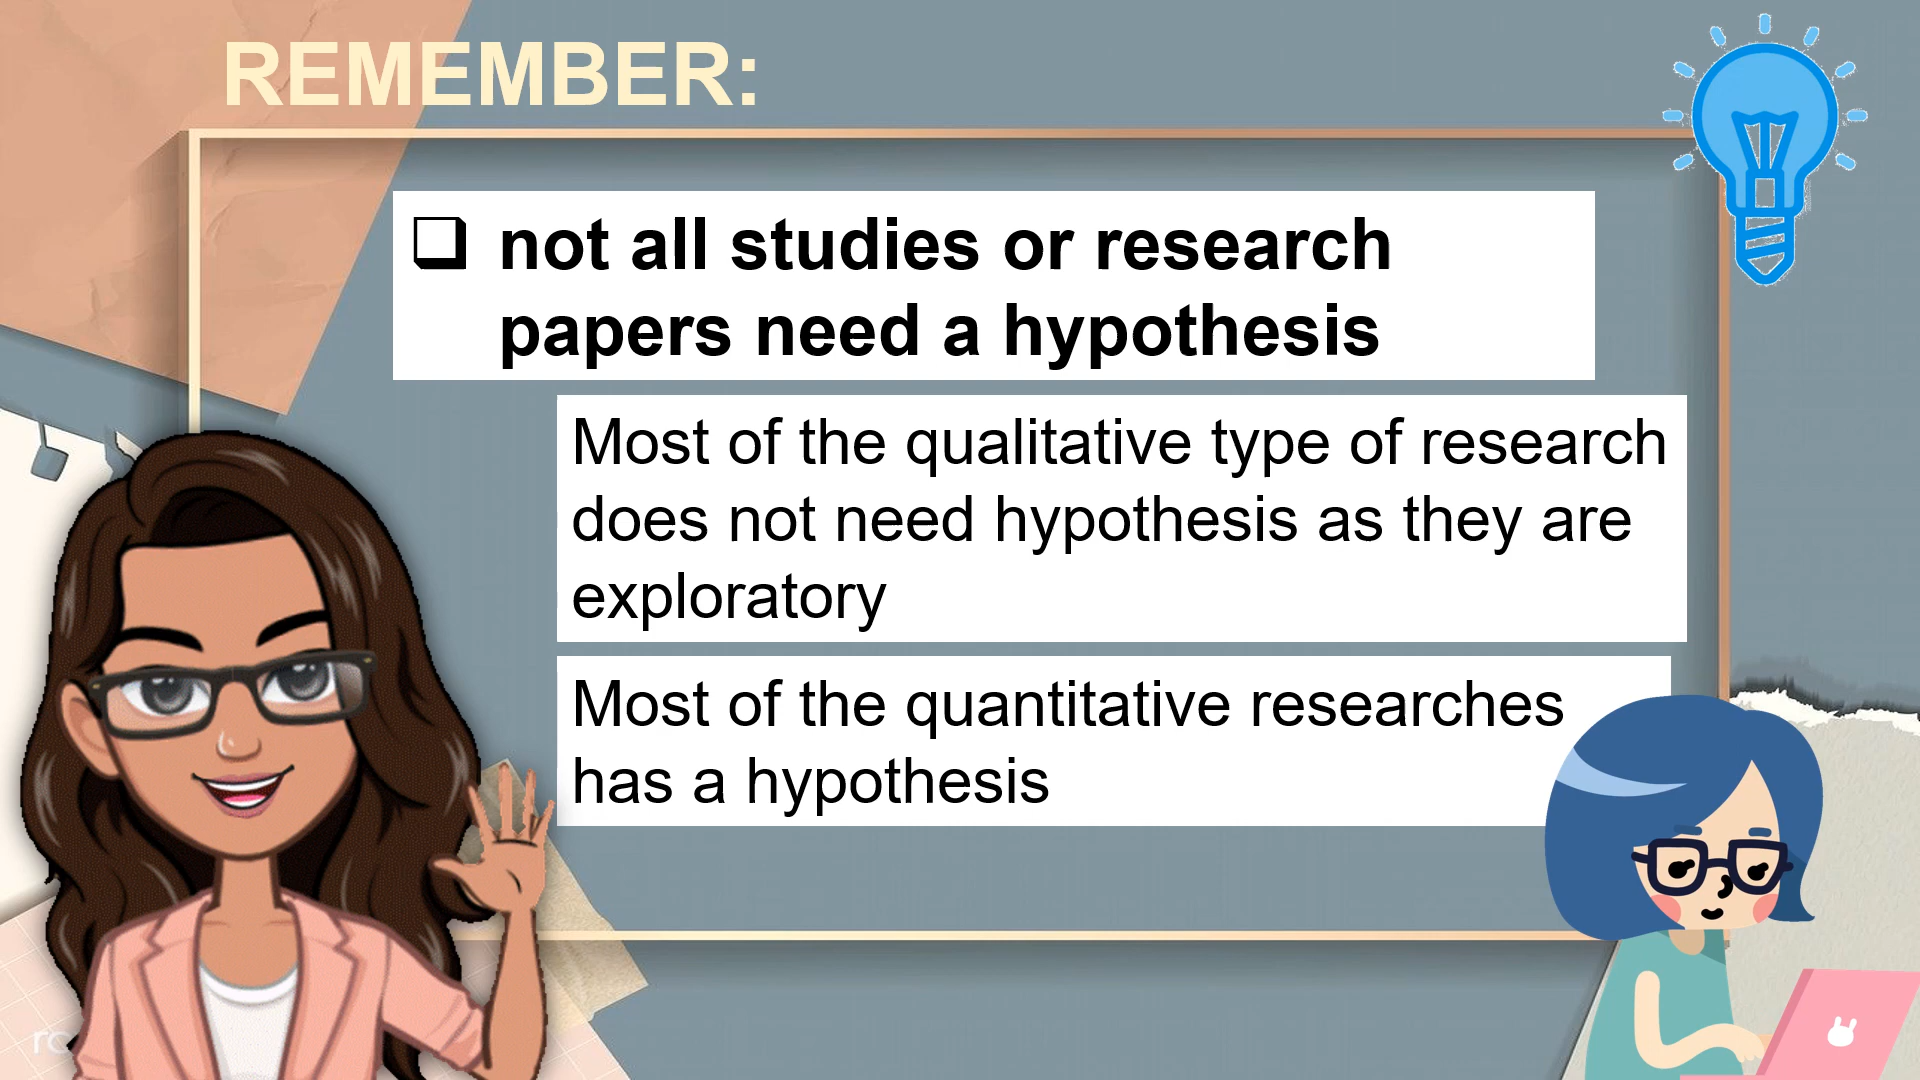 REMEMBER:
❑ not all studies or research
papers need a hypothesis
Most of the qualitative type of research
does not need hypothesis as they are
exploratory
Most of the quantitative researches
has a hypothesis
rc